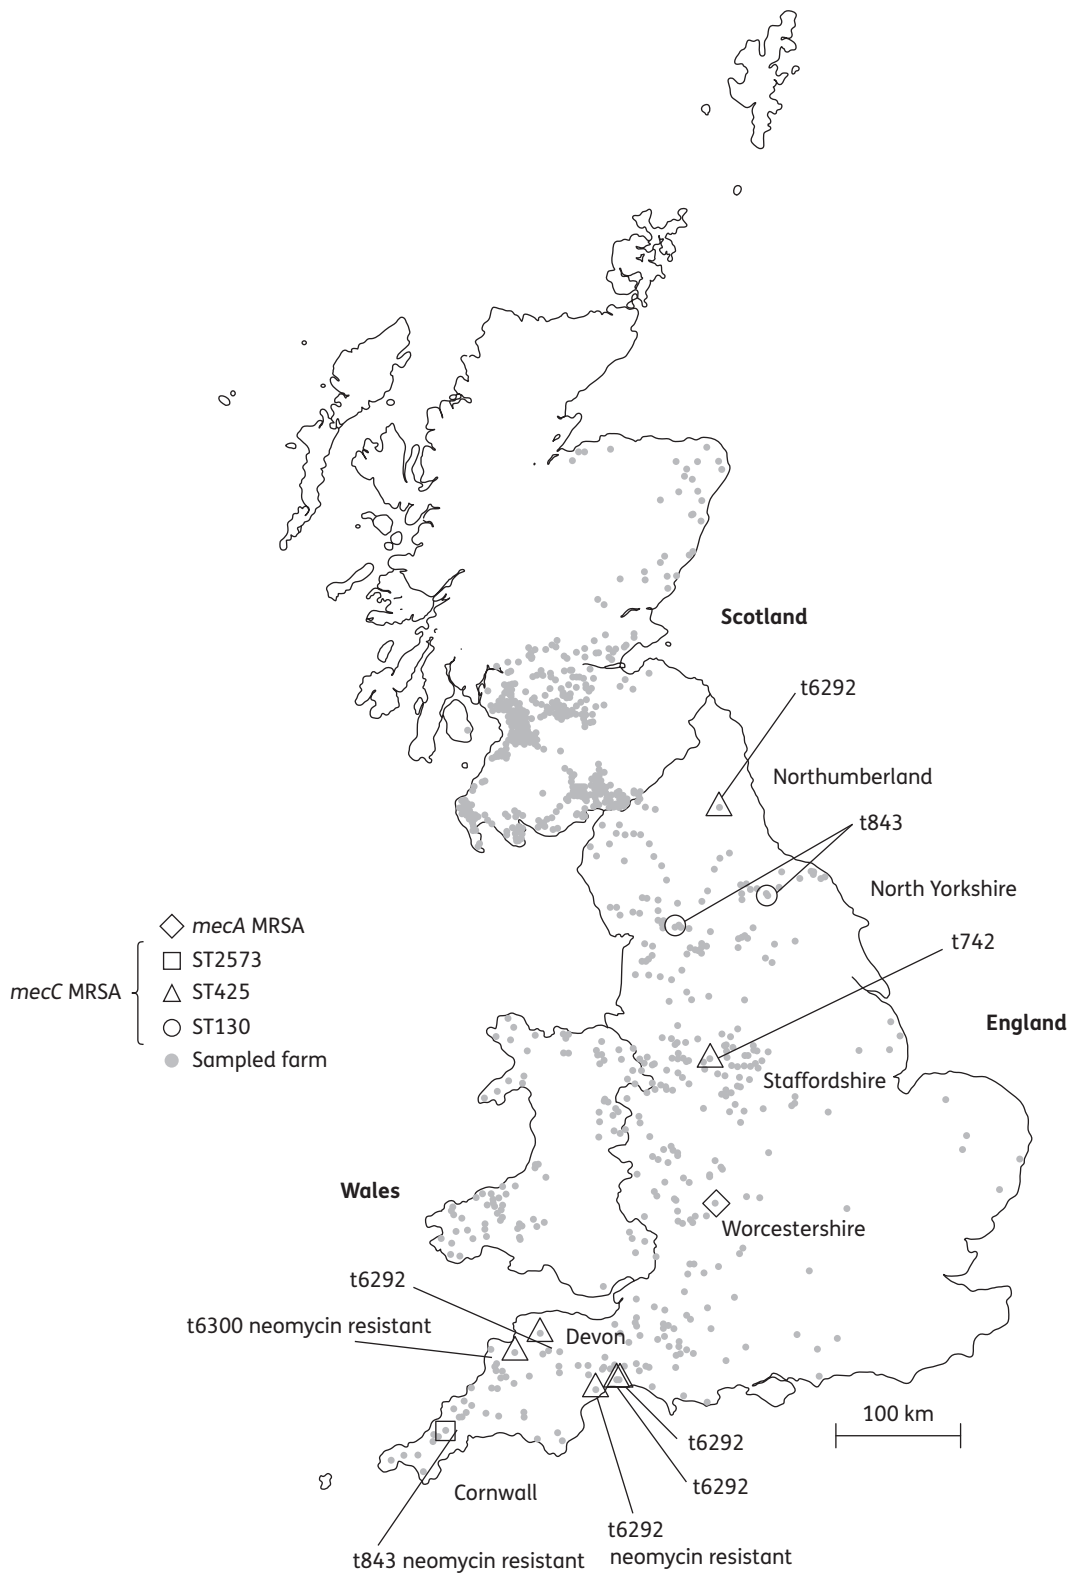 Scotland
t6292
Northumberland
t843
North Yorkshire
mecA MRSA
t742
ST2573
mecC MRSA
ST425
England
ST130
Sampled farm
Staffordshire
Wales
Worcestershire
t6292
t6300 neomycin resistant
Devon
100 km
t6292
t6292
Cornwall
t6292
neomycin resistant
t843 neomycin resistant